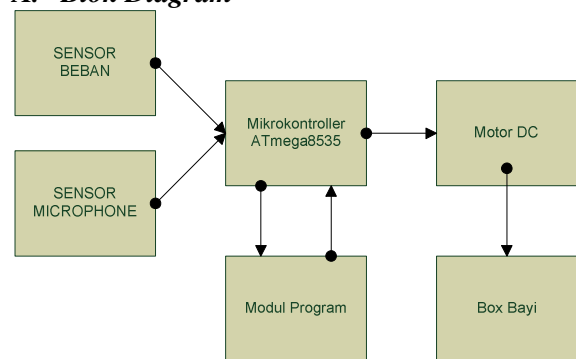 A. Blok Diagram
SENSOR
BEBAN
Mikrokontroller
ATmega8535
Motor DC
SENSOR
MICROPHONE
Modul Program
Box Bayi